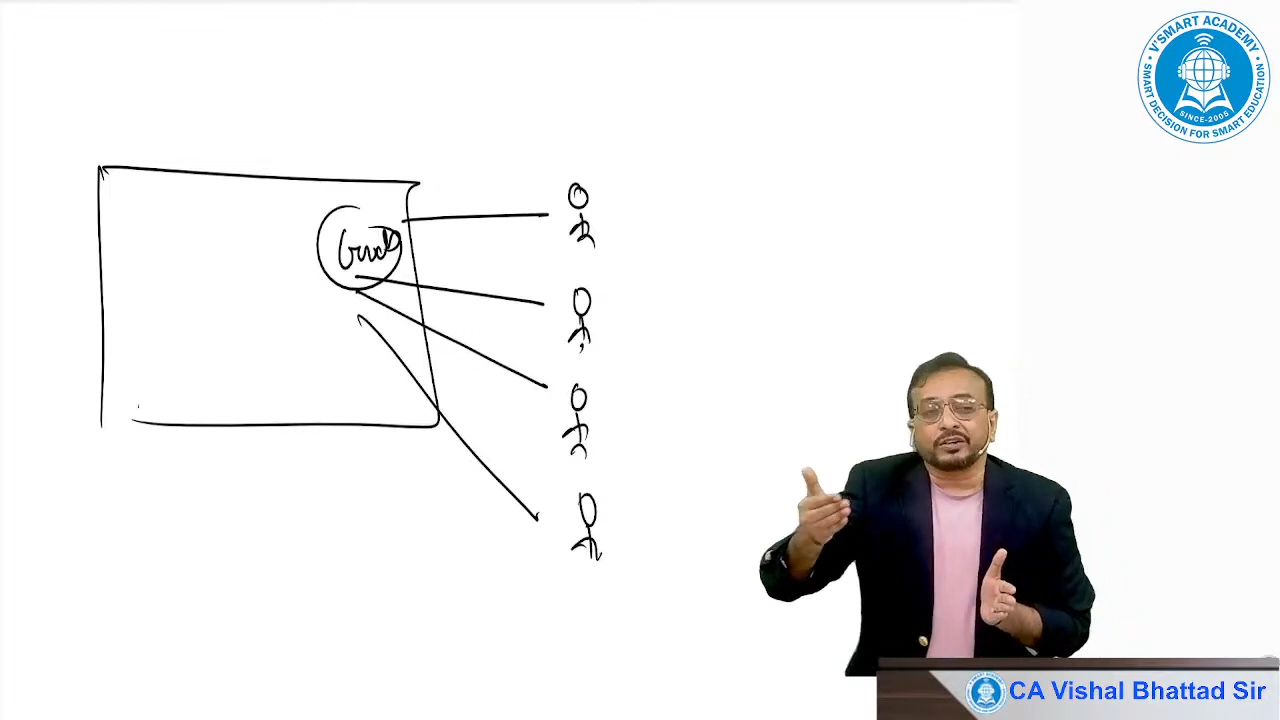 V'SMART ACADEMY
SMART DECISION FOR SMART EDUCATION
SINCE-2005
CA Vishal Bhattad Sir